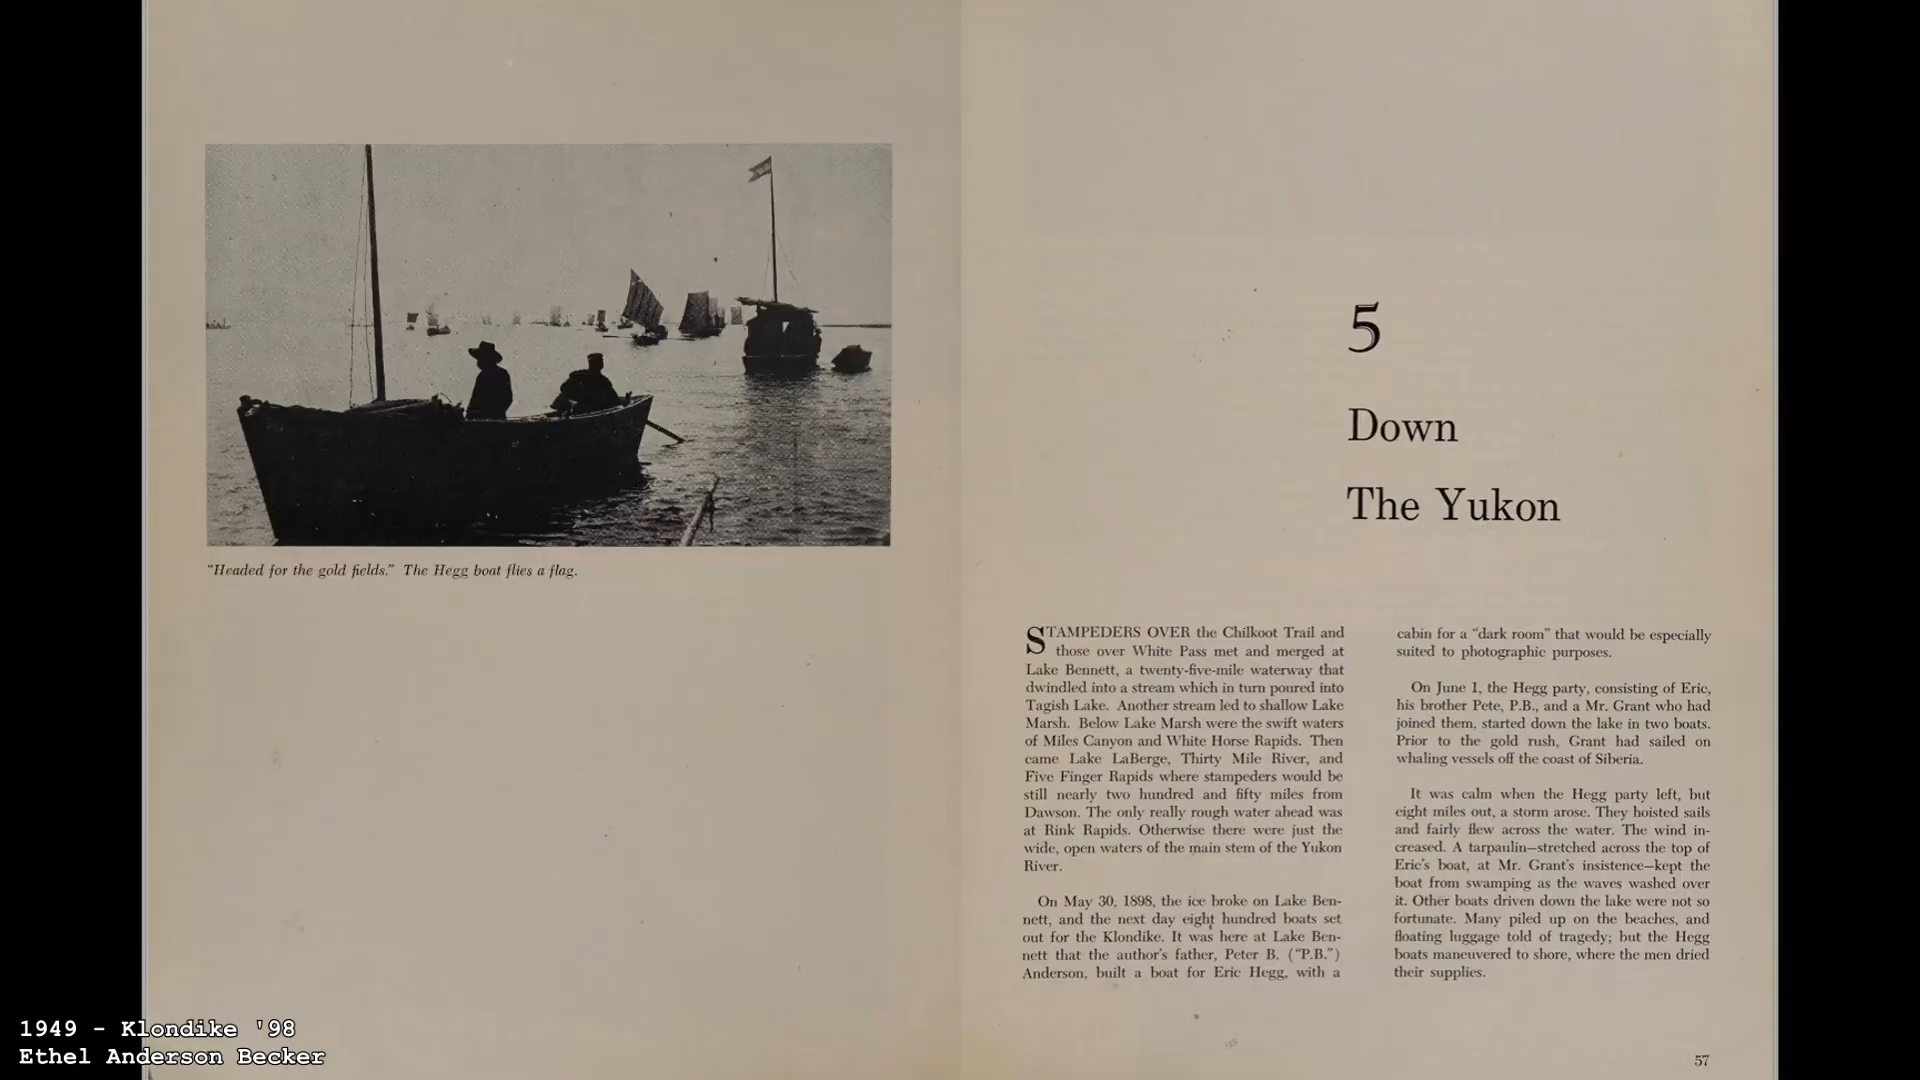 "Headed for the gold fields." The Hegg boat flies a flag.
5
Down
The Yukon
STAMPEDERS OVER the Chilkoot Trail and
those over White Pass met and merged at
Lake Bennett, a twenty-five-mile waterway that
dwindled into a stream which in turn poured into
Tagish Lake. Another stream led to shallow Lake
Marsh. Below Lake Marsh were the swift waters
of Miles Canyon and White Horse Rapids. Then
came Lake LaBerge, Thirty Mile River, and
Five Finger Rapids where stampeders would be
still nearly two hundred and fifty miles from
Dawson. The only really rough water ahead was
at Rink Rapids. Otherwise there were just the
wide, open waters of the main stem of the Yukon
River.
On May 30, 1898, the ice broke on Lake Ben-
nett, and the next day eight hundred boats set
out for the Klondike. It was here at Lake Ben-
nett that the author's father, Peter B. ("P.B.")
Anderson, built a boat for Eric Hegg, with a
cabin for a "dark room" that would be especially
suited to photographic purposes.
On June 1, the Hegg party, consisting of Eric,
his brother Pete, P.B., and a Mr. Grant who had
joined them, started down the lake in two boats.
Prior to the gold rush, Grant had sailed on
whaling vessels off the coast of Siberia.
It was calm when the Hegg party left, but
eight miles out, a storm arose. They hoisted sails
and fairly flew across the water. The wind in-
creased. A tarpaulin—stretched across the top of
Eric's boat, at Mr. Grant's insistence—kept the
boat from swamping as the waves washed over
it. Other boats driven down the lake were not so
fortunate. Many piled up on the beaches, and
floating luggage told of tragedy; but the Hegg
boats maneuvered to shore, where the men dried
their supplies.
57
1949 - Klondike '98
Ethel Anderson Becker